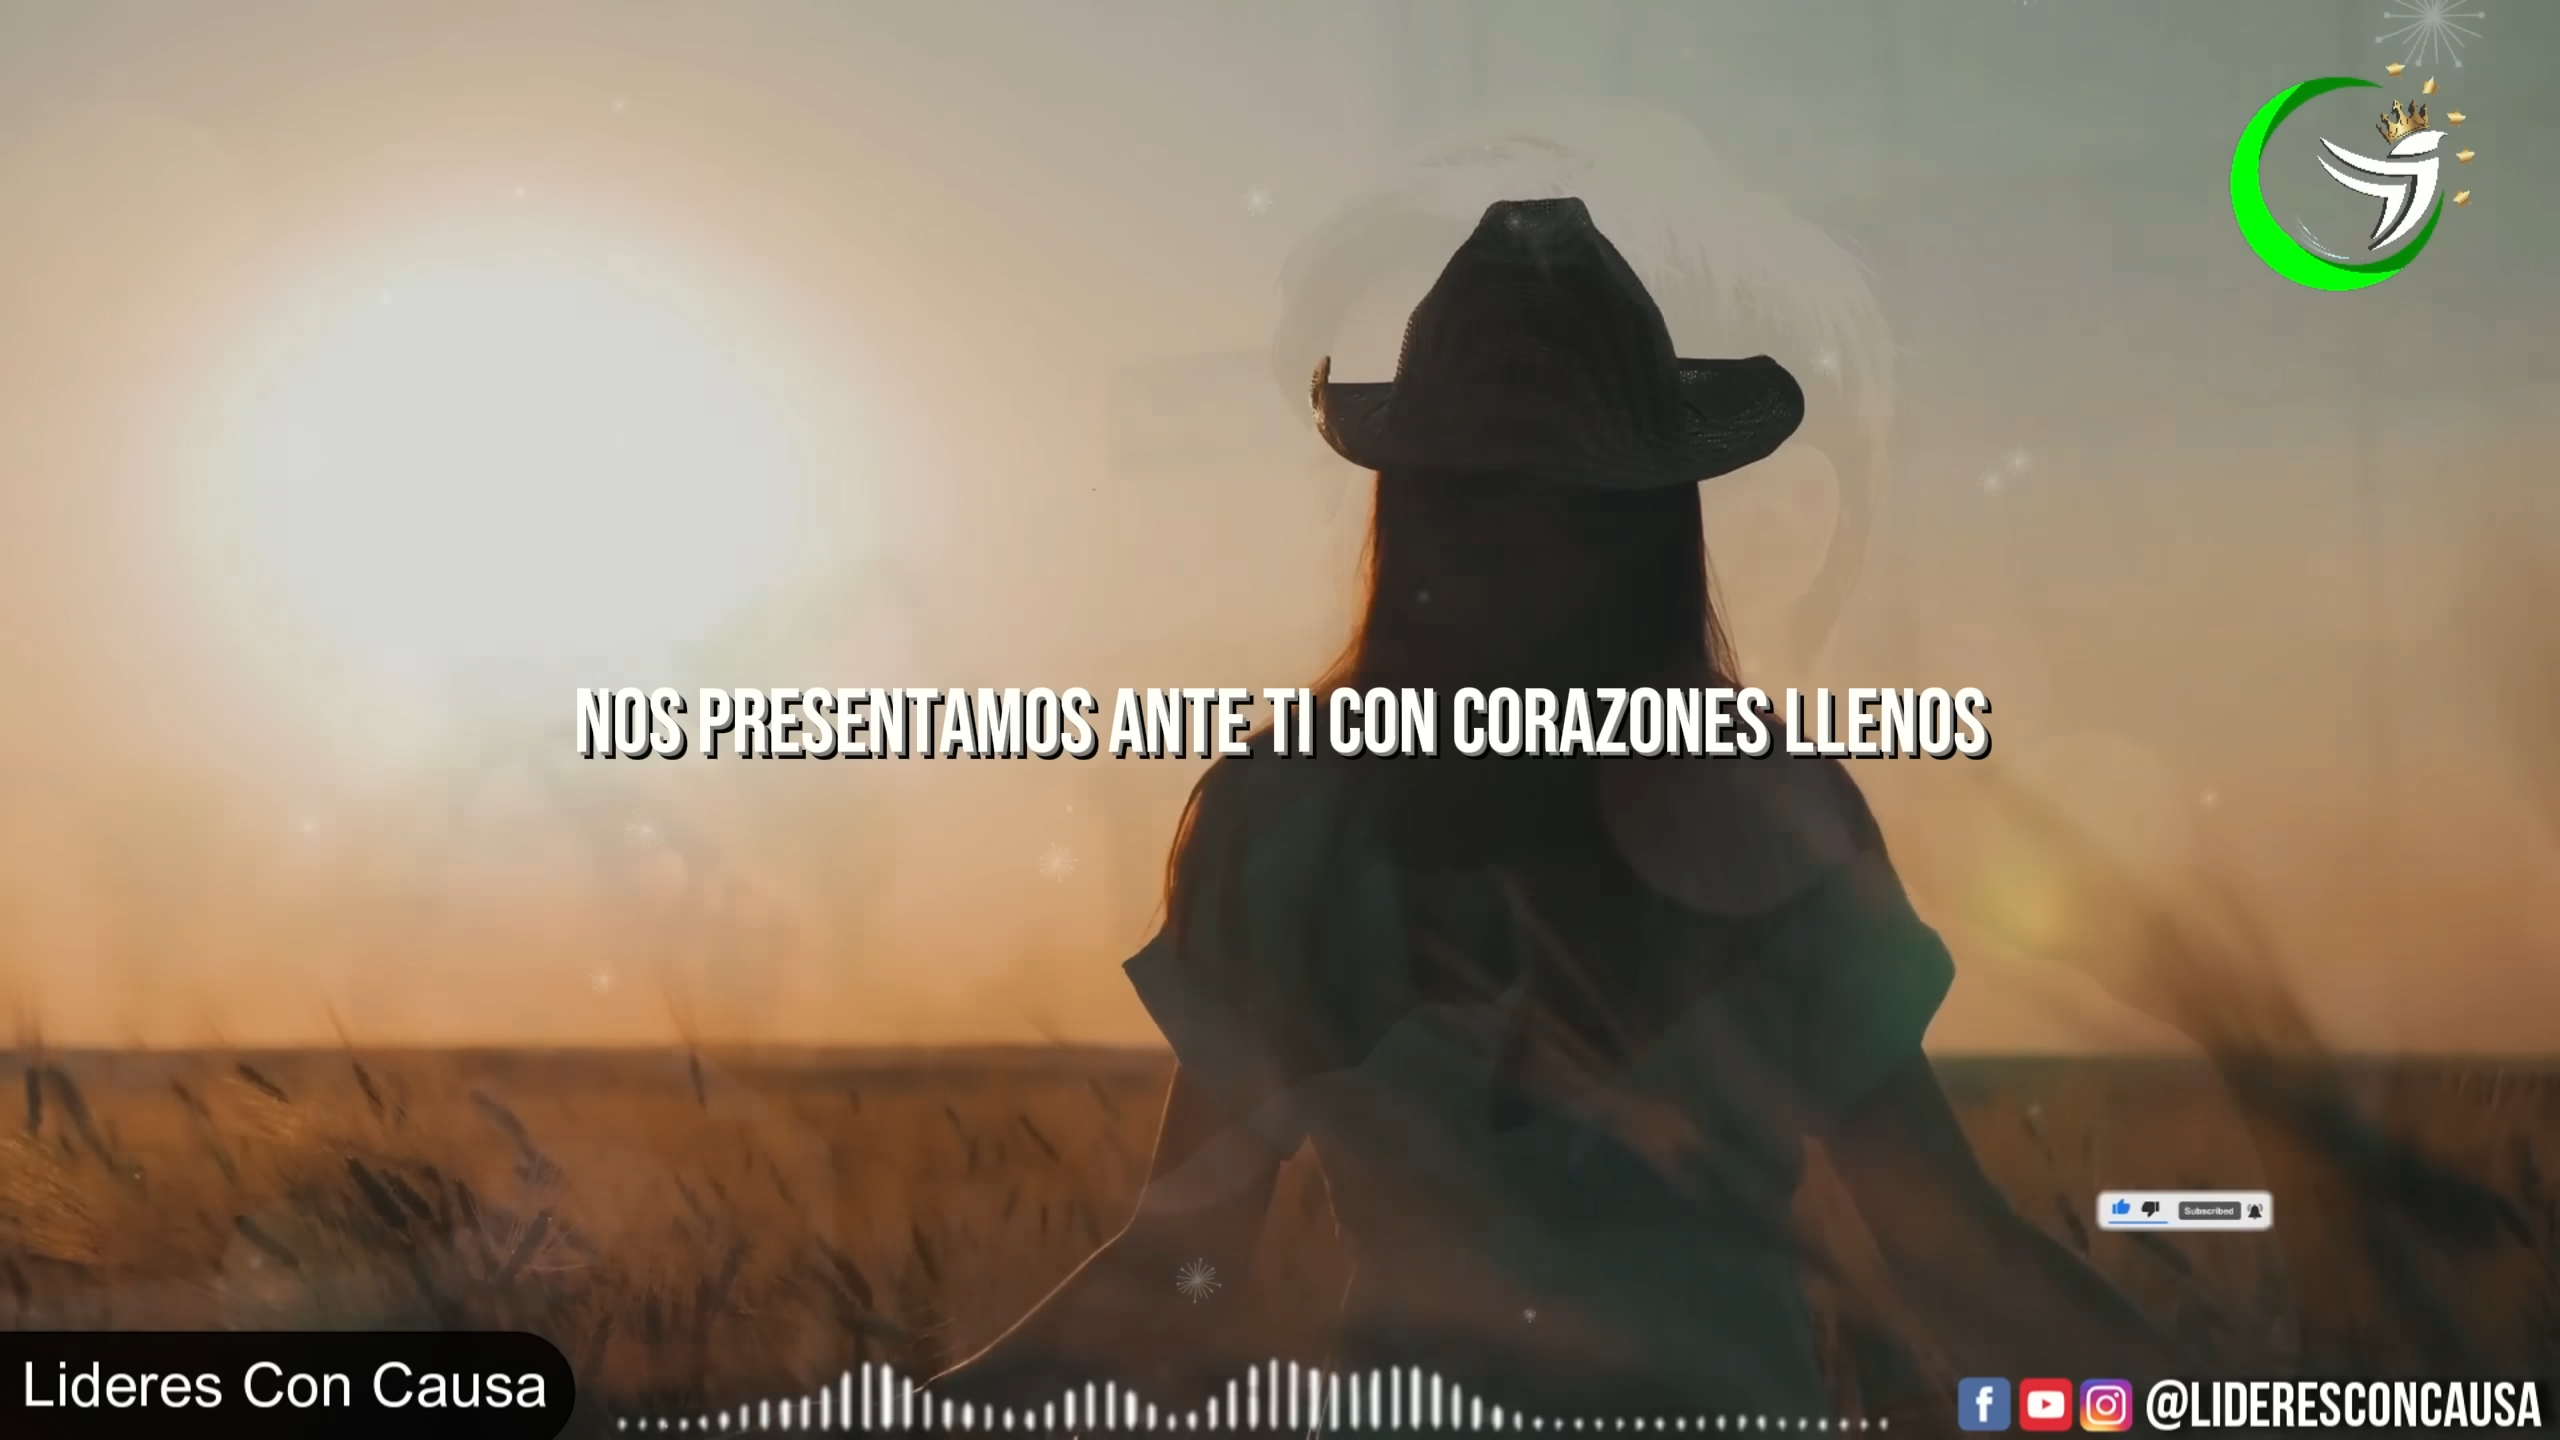 NOS PRESENTAMOS ANTE TI CON CORAZONES LLENOS
Subscribed
Lideres Con Causa
@LIDERESCONCAUSA